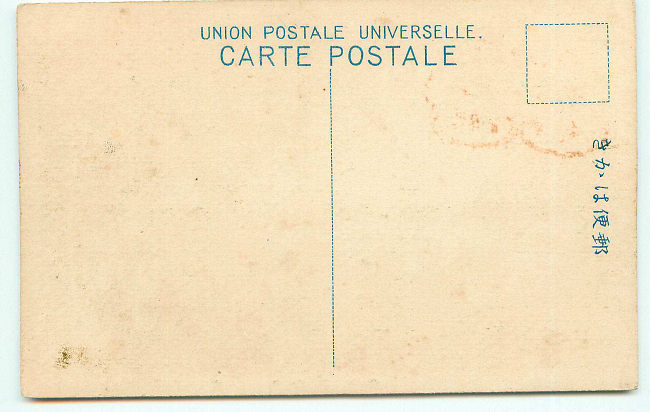 UNION POSTALE UNIVERSELLE.
CARTE POSTALE
郵便はかき